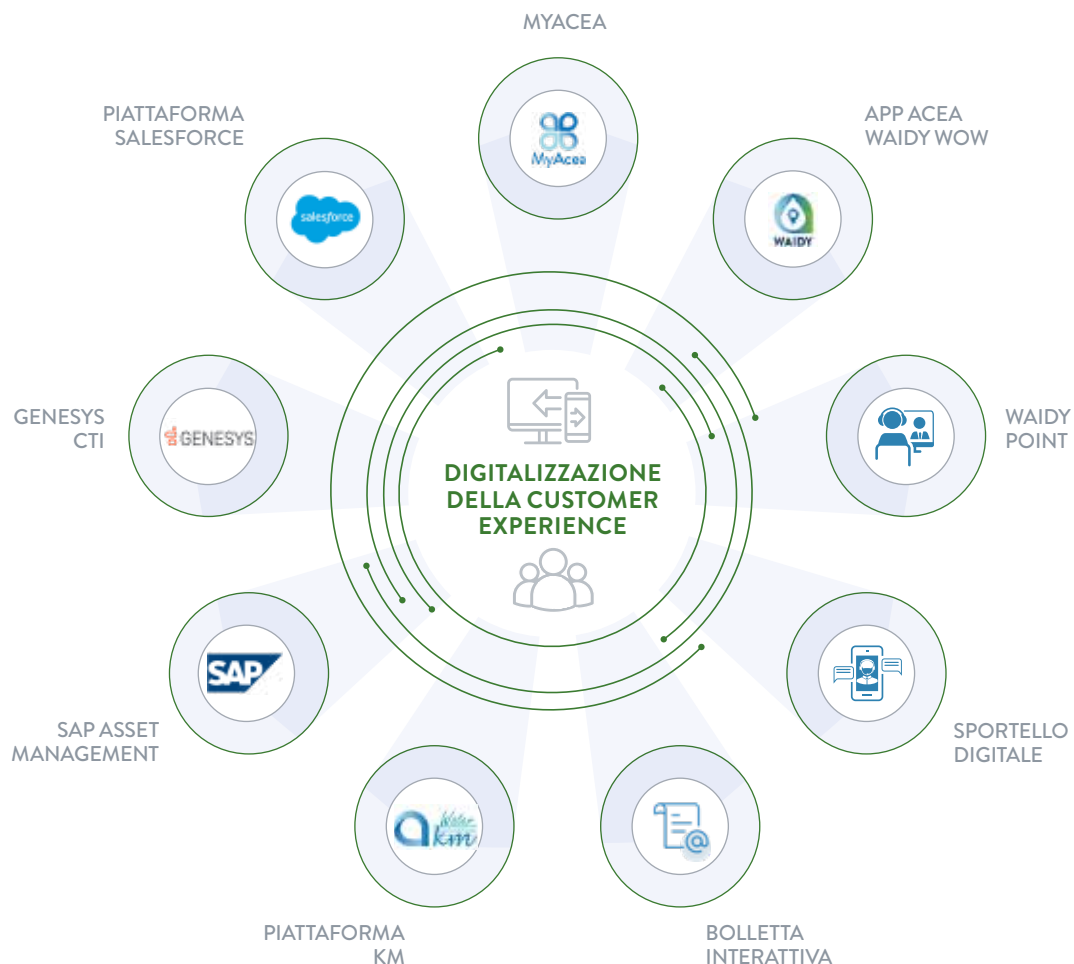 MYACEA
MyAcea
APP ACEA
WAIDY WOW
WAIDY
PIATTAFORMA
SALESFORCE
salesforce
WAIDY
POINT
GENESYS
CTI
GENESYS
DIGITALIZZAZIONE
DELLA CUSTOMER
EXPERIENCE
SPORTELLO
DIGITALE
SAP ASSET
MANAGEMENT
SAP
BOLLETTA
INTERATTIVA
@
PIATTAFORMA
KM
Water
km